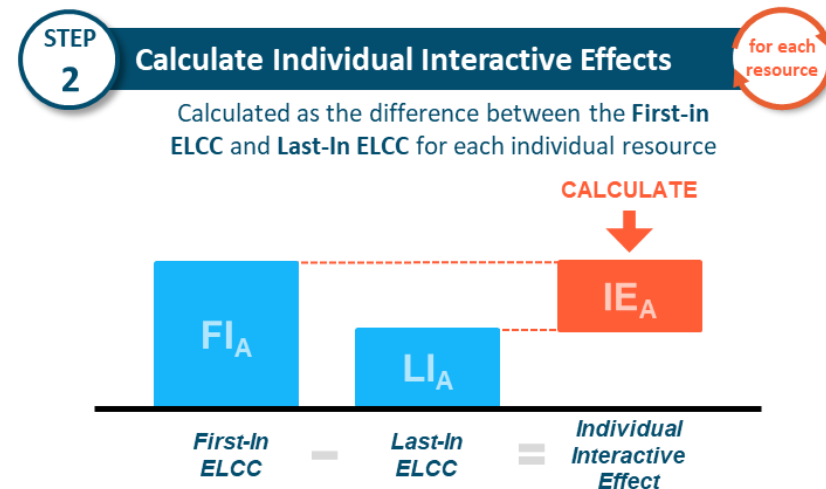 STEP
2
Calculate Individual Interactive Effects
for each
resource
Calculated as the difference between the First-in
ELCC and Last-In ELCC for each individual resource
CALCULATE
FIA
LIA
IEA
First-In
ELCC
–
Last-In
ELCC
=
Individual
Interactive
Effect